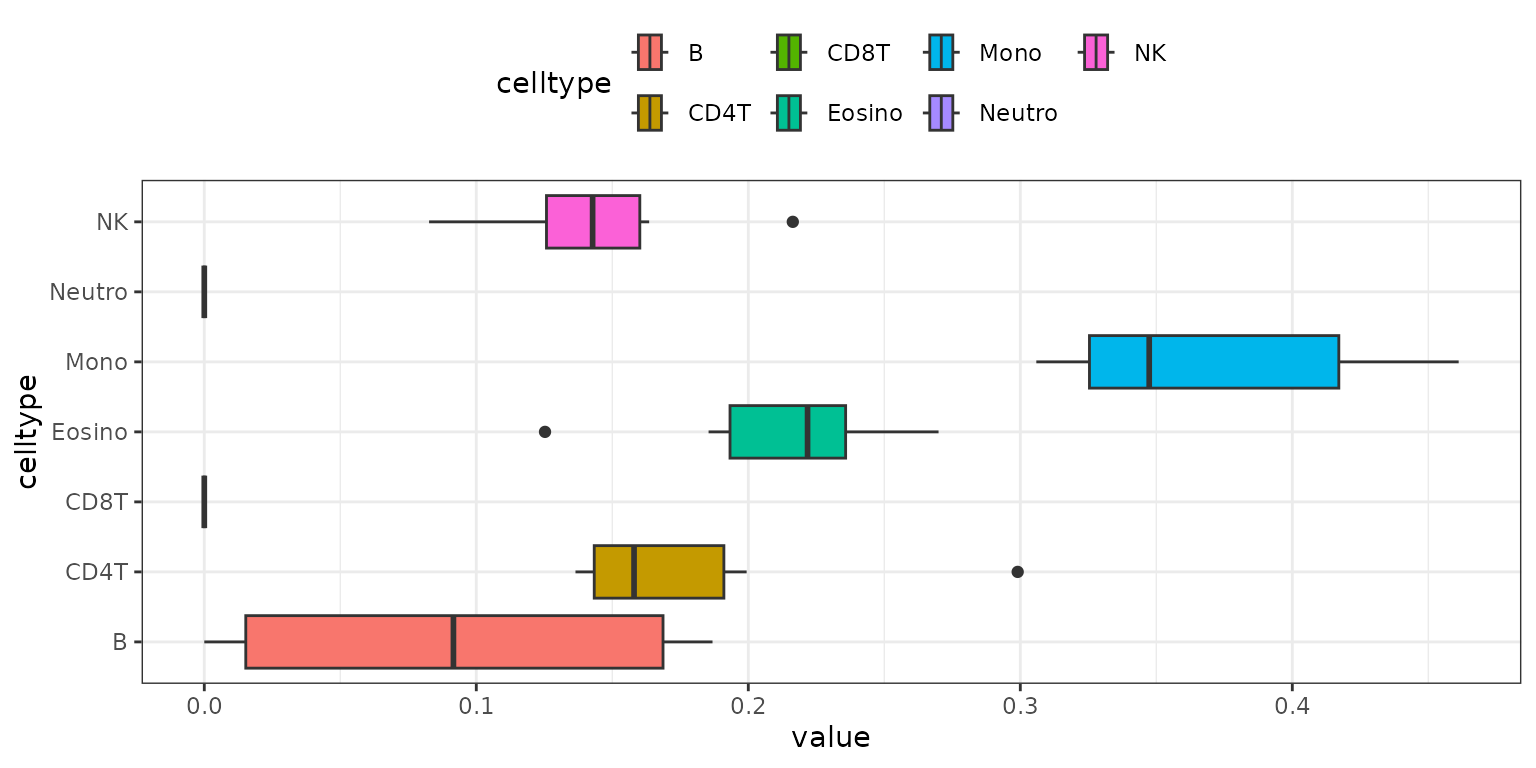 celltype
B CD8T Mono NK
CD4T Eosino Neutro
celltype
NK
Neutro
Mono
Eosino
CD8T
CD4T
B
0.0 0.1 0.2 0.3 0.4
value